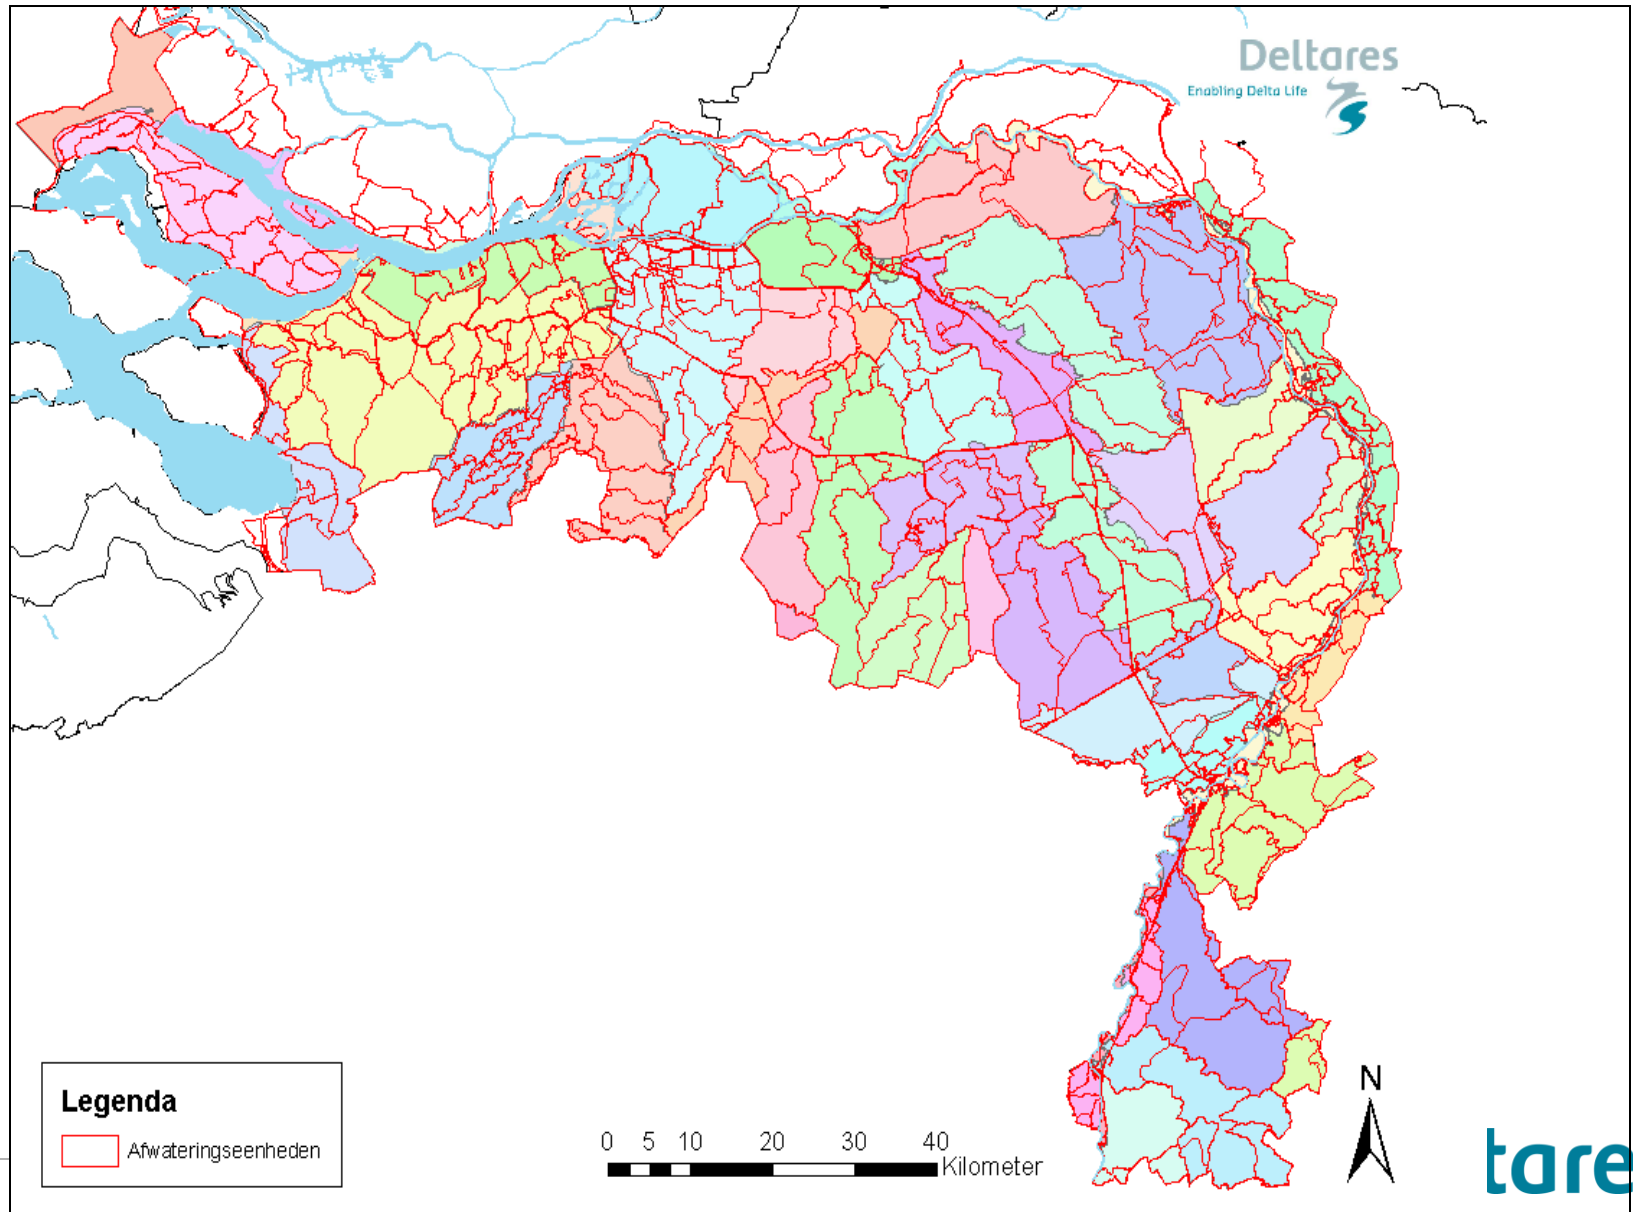 Deltares
Enabling Delta Life
Legenda
Afwateringseenheden
0 5 10 20 30 40
Kilometer
N
tare